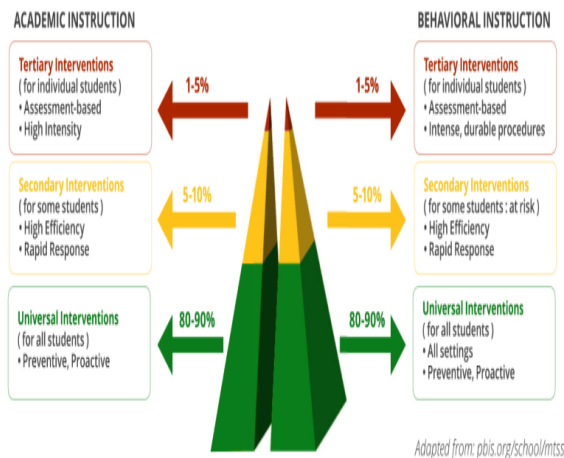 ACADEMIC INSTRUCTION
Tertiary Interventions
( for individual students )
• Assessment-based
• High Intensity
1-5%
Secondary Interventions
(for some students )
• High Efficiency
• Rapid Response
5-10%
Universal Interventions
(for all students )
• Preventive, Proactive
80-90%
BEHAVIORAL INSTRUCTION
1-5%
Tertiary Interventions
( for individual students )
• Assessment-based
• Intense, durable procedures
5-10%
Secondary Interventions
(for some students : at risk )
• High Efficiency
• Rapid Response
80-90%
Universal Interventions
( for all students )
• All settings
• Preventive, Proactive
Adapted from: pbis.org/school/mtss